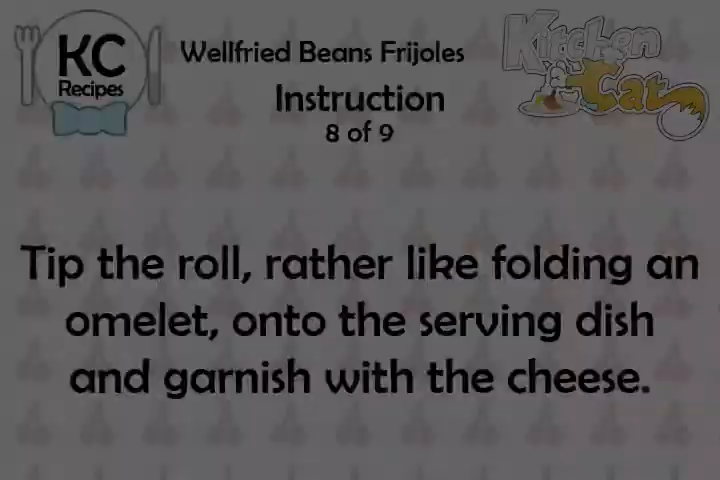 KC
Recipes
Wellfried Beans Frijoles
Instruction
8 of 9
Kitchen
Cat
Tip the roll, rather like folding an
omelet, onto the serving dish
and garnish with the cheese.